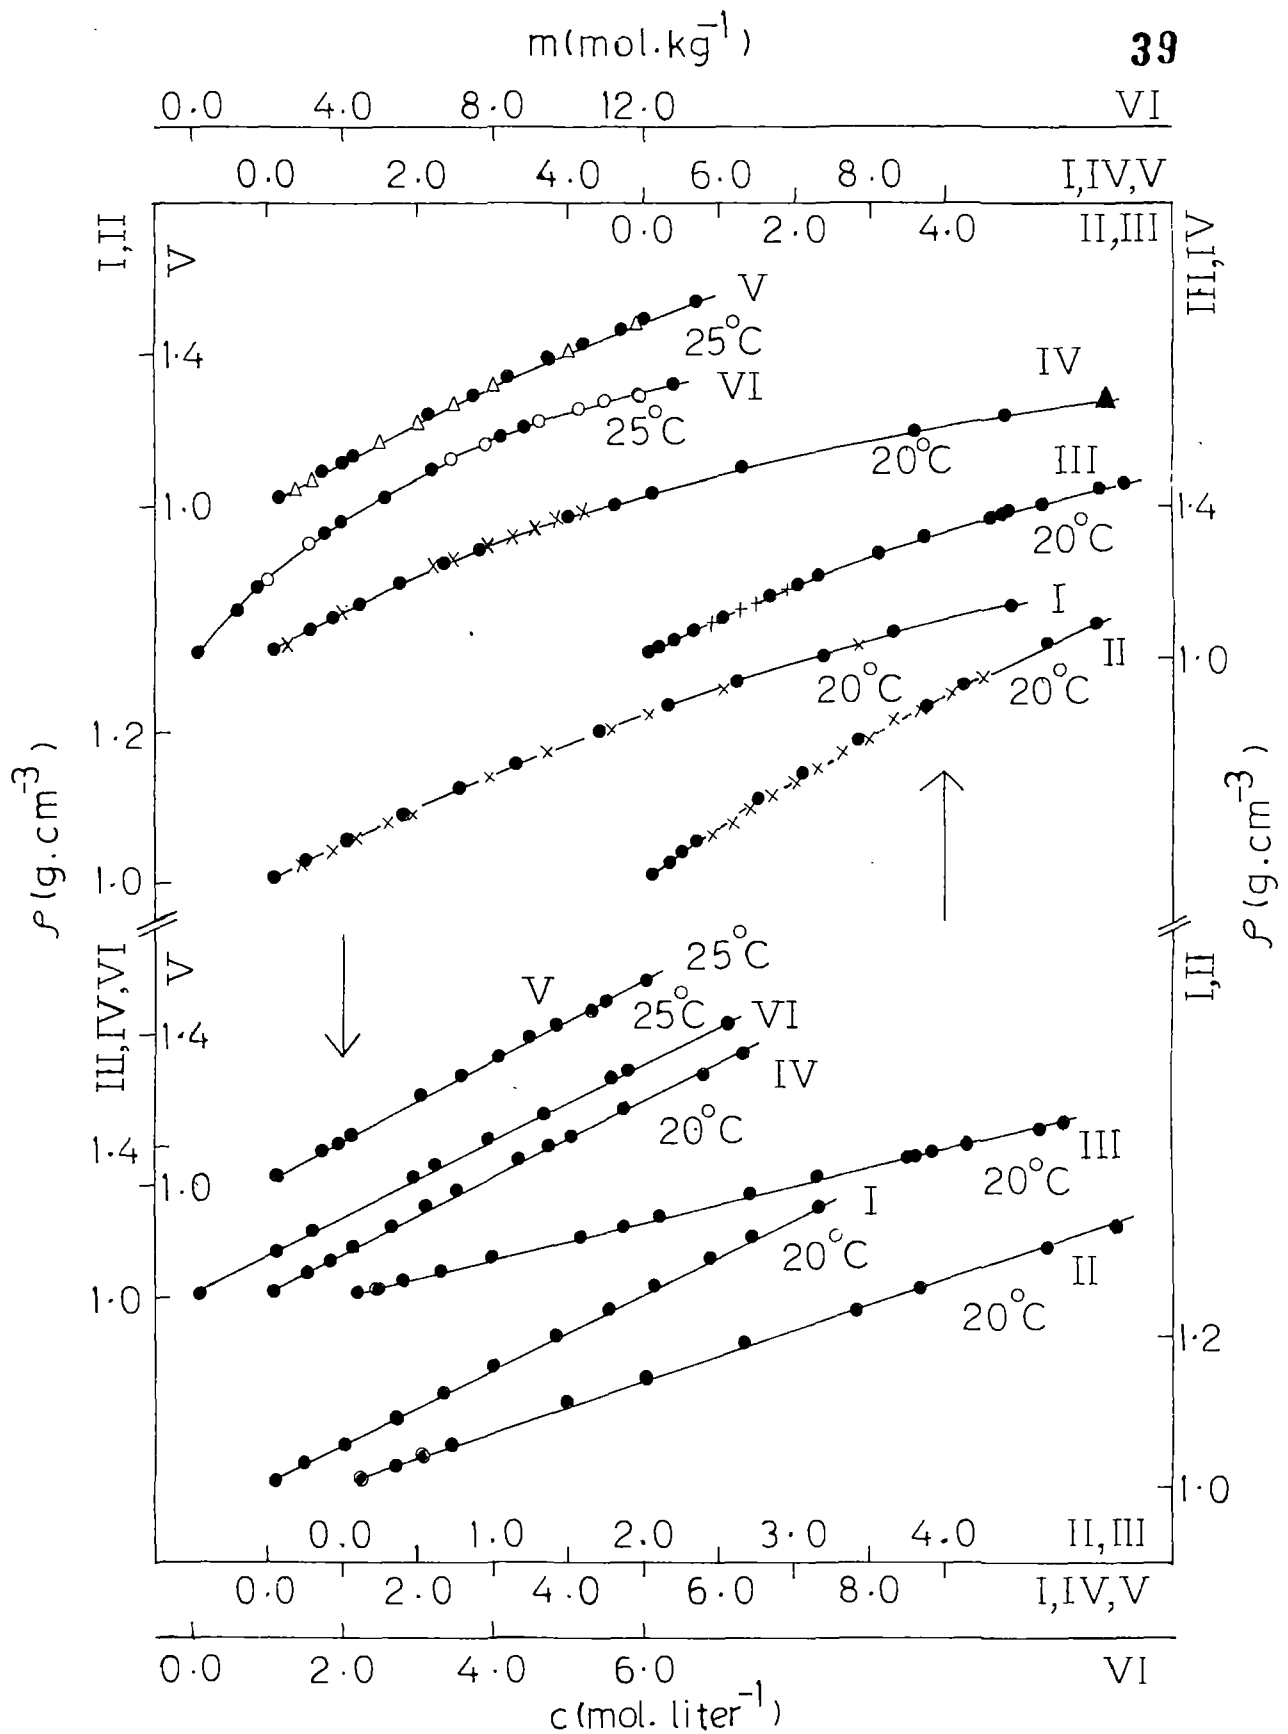 39
m(mol.kg⁻¹)
0.0 4.0 8.0 12.0 VI
0.0 2.0 4.0 6.0 8.0 I,IV,V
0.0 2.0 4.0 II,III
I,II
V
III,IV
V
25°C
1.4
VI
25°C
IV
20°C
1.0
III
1.4
20°C
I
1.0
II
20°C
20°C
1.2
ρ(g.cm⁻³)
ρ(g.cm⁻³)
1.0
III,IV,VI
V
I,II
25°C
V
25°C
VI
1.4
IV
20°C
1.4
III
1.0
20°C
I
20°C
II
1.0
20°C
1.2
1.0
0.0 1.0 2.0 3.0 4.0 II,III
0.0 2.0 4.0 6.0 8.0 I,IV,V
0.0 2.0 4.0 6.0 VI
c(mol. liter⁻¹)